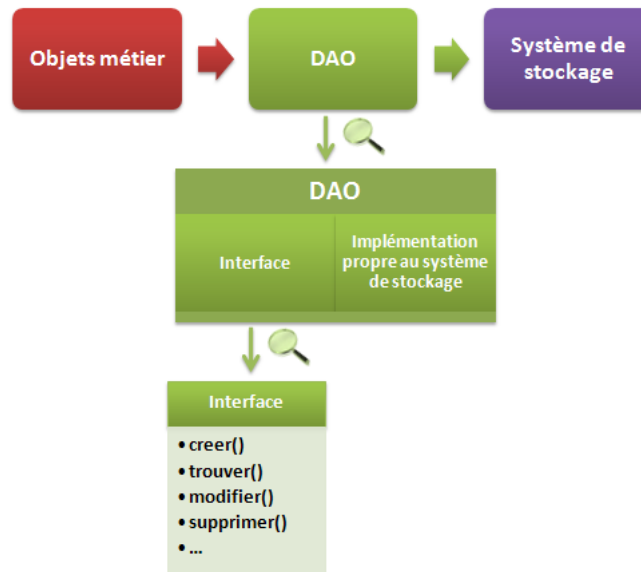 Objets métier
DAO
Système de
stockage
DAO
Interface
Implémentation
propre au système
de stockage
Interface
• creer()
• trouver()
• modifier()
• supprimer()
• ...